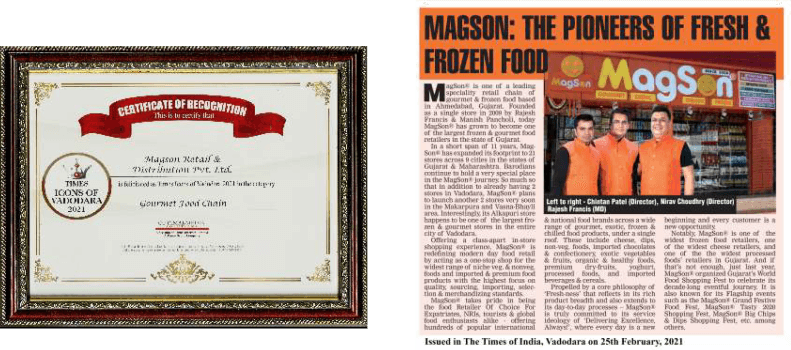 CERTIFICATE OF RECOGNITION
This is to certify that
Magson Retail &
Distribution Pvt. Ltd.
is felicitated as Times Icons of Vadodara 2021 in the category
Gourmet Food Chain
TIMES
ICONS OF
VADODARA
2021
MAGSON: THE PIONEERS OF FRESH &
FROZEN FOOD
MagSon
MagSon
Left to right - Chintan Patel (Director), Nirav Choudhry (Director)
Rajesh Francis (MD)
MagSon® is one of a leading
speciality retail chain of
gourmet & frozen food based
in Ahmedabad, Gujarat. Founded
as a single store in 2009 by Rajesh
Francis & Manish Pancholi, today
MagSon® has grown to become one
of the largest frozen & gourmet food
retailers in the state of Gujarat.
In a short span of 11 years, Mag-
Son® has expanded its footprint to 21
stores across 9 cities in the states of
Gujarat & Maharashtra. Barodians
continue to hold a very special place
in the MagSon® journey. So much so
that in addition to already having 2
stores in Vadodara, MagSon® plans
to launch another 2 stores very soon
in the Makarpura and Vasna-Bhayli
area. Interestingly, its Alkapuri store
happens to be one of the largest fro-
zen & gourmet stores in the entire
city of Vadodara.
Offering a class-apart in-store
shopping experience, MagSon® is
redefining modern day food retail
by acting as a one-stop shop for the
widest range of niche veg. & nonveg.
foods and imported & premium food
products with the highest focus on
quality, sourcing, importing, selec-
tion & merchandizing standards.
MagSon® takes pride in being
the food Retailer Of Choice For
Expatriates, NRIs, tourists & global
food enthusiasts alike - offering
hundreds of popular international
& national food brands across a wide
range of gourmet, exotic, frozen &
chilled food products, under a single
roof. These include cheese, dips,
non-veg. foods, imported chocolates
& confectionery, exotic vegetables
& fruits, organic & healthy foods,
premium dry-fruits, yoghurt,
processed foods, and imported
beverages & cereals.
Propelled by a core philosophy of
'Fresh-ness' that reflects in its rich
product breadth and also extends to
its day-to-day processes - MagSon®
is truly committed to its service
ideology of 'Delivering Excellence,
Always!', where every day is a new
beginning and every customer is a
new opportunity.
Notably, MagSon® is one of the
widest frozen food retailers, one
of the widest cheese retailers, and
one of the the widest processed
foods' retailers in Gujarat. And if
that's not enough, just last year,
MagSon® organized Gujarat's World
Food Shopping Fest to celebrate its
decade-long eventful journey. It is
also known for its Flagship events
such as the MagSon® Grand Festive
Food Fest, MagSon® Tasty 2020
Shopping Fest, MagSon® Big Chips
& Dips Shopping Fest, etc. among
others.
Issued in The Times of India, Vadodara on 25th February, 2021